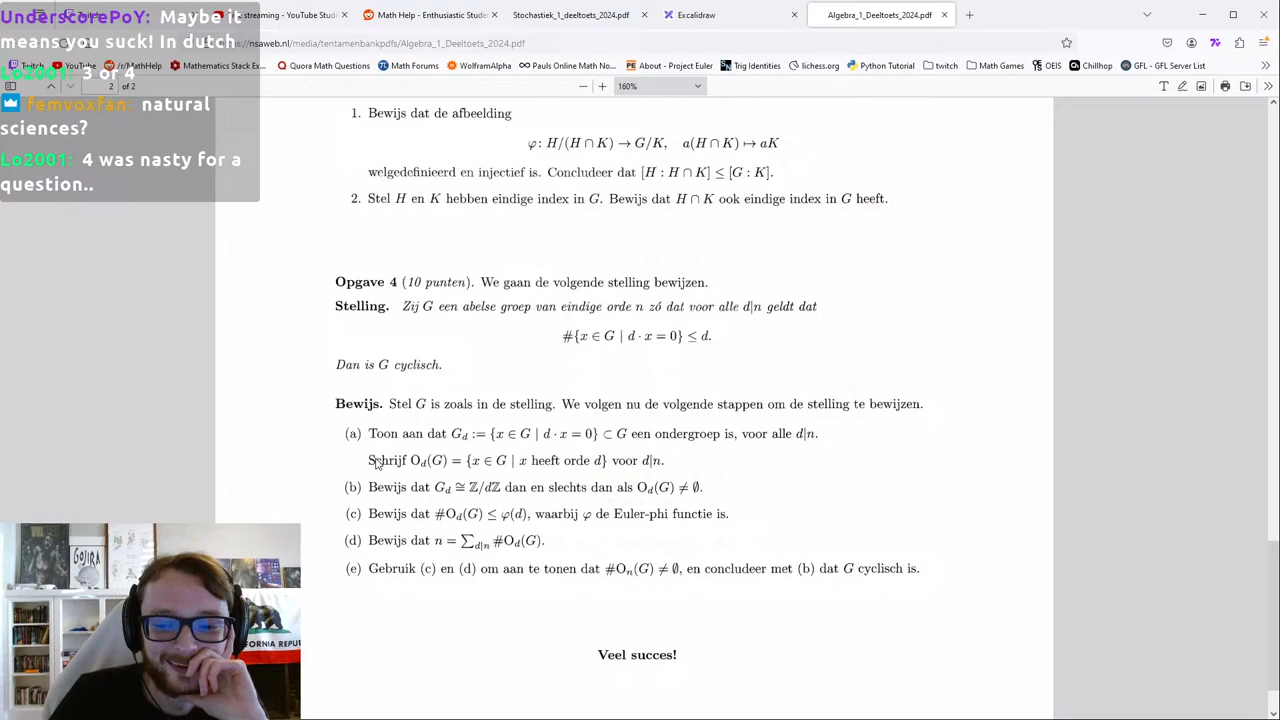 UnderscorePoY: Maybe it
means you suck! In dutch
Lo2001: 3 or 4
femvoxfan: natural
sciences?
Lo2001: 4 was nasty for a
question..
streaming - YouTube Studi
Math Help - Enthusiastic Studen
Stochastiek_1_deeltoets_2024.pdf
Excalidraw
Algebra_1_Deeltoets_2024.pdf
nsaweb.nl/media/tentamenbankpdfs/Algebra_1_Deeltoets_2024.pdf
Twitch
YouTube
r/MathHelp
Mathematics Stack Ex...
Quora Math Questions
Math Forums
WolframAlpha
Pauls Online Math No...
About - Project Euler
Trig Identities
lichess.org
Python Tutorial
twitch
Math Games
OEIS
Chillhop
GFL - GFL Server List
2 of 2
160%
1. Bewijs dat de afbeelding
φ: H/(H ∩ K) → G/K, a(H ∩ K) ↦ aK
welgedefinieerd en injectief is. Concludeer dat [H : H ∩ K] ≤ [G : K].
2. Stel H en K hebben eindige index in G. Bewijs dat H ∩ K ook eindige index in G heeft.
Opgave 4 (10 punten). We gaan de volgende stelling bewijzen.
Stelling. Zij G een abelse groep van eindige orde n zó dat voor alle d|n geldt dat
#{x ∈ G | d · x = 0} ≤ d.
Dan is G cyclisch.
Bewijs. Stel G is zoals in de stelling. We volgen nu de volgende stappen om de stelling te bewijzen.
(a) Toon aan dat G_d := {x ∈ G | d · x = 0} ⊂ G een ondergroep is, voor alle d|n.
Schrijf O_d(G) = {x ∈ G | x heeft orde d} voor d|n.
(b) Bewijs dat G_d ≅ ℤ/dℤ dan en slechts dan als O_d(G) ≠ ∅.
(c) Bewijs dat #O_d(G) ≤ φ(d), waarbij φ de Euler-phi functie is.
(d) Bewijs dat n = ∑_{d|n} #O_d(G).
(e) Gebruik (c) en (d) om aan te tonen dat #O_n(G) ≠ ∅, en concludeer met (b) dat G cyclisch is.
Veel succes!
GOJIRA
IFORNIA REPUB